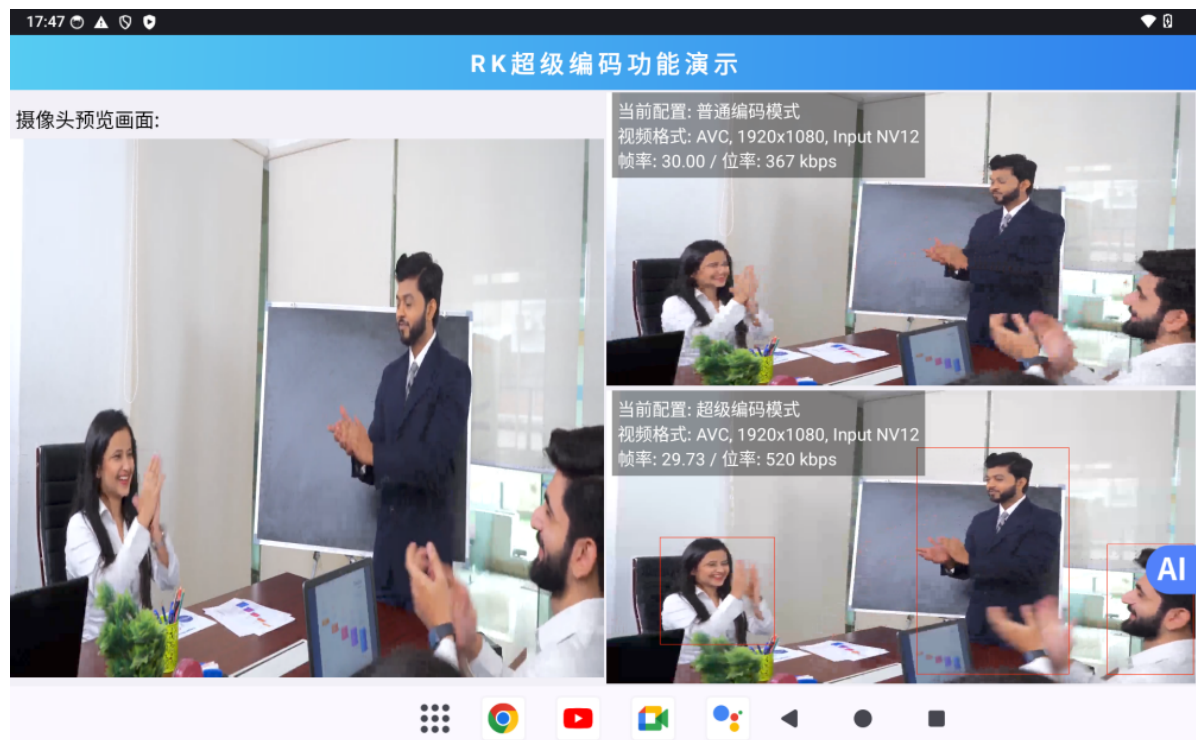 17:47
RK超级编码功能演示
摄像头预览画面:
当前配置: 普通编码模式
视频格式: AVC, 1920x1080, Input NV12
帧率: 30.00 / 位率: 367 kbps
当前配置: 超级编码模式
视频格式: AVC, 1920x1080, Input NV12
帧率: 29.73 / 位率: 520 kbps
AI